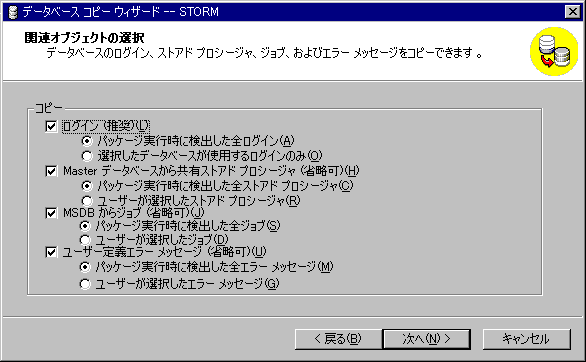 データベース コピー ウィザード -- STORM
関連オブジェクトの選択
データベースのログイン、ストアド プロシージャ、ジョブ、およびエラー メッセージをコピーできます 。
コピー
ログイン (推奨)(L)
パッケージ実行時に検出した全ログイン(A)
選択したデータベースが使用するログインのみ(O)
Master データベースから共有ストアド プロシージャ (省略可)(H)
パッケージ実行時に検出した全ストアド プロシージャ(C)
ユーザーが選択したストアド プロシージャ(R)
MSDB からジョブ (省略可)(J)
パッケージ実行時に検出した全ジョブ(S)
ユーザーが選択したジョブ(D)
ユーザー定義エラー メッセージ (省略可)(U)
パッケージ実行時に検出した全エラー メッセージ(M)
ユーザーが選択したエラー メッセージ(G)
< 戻る(B)
次へ(N) >
キャンセル